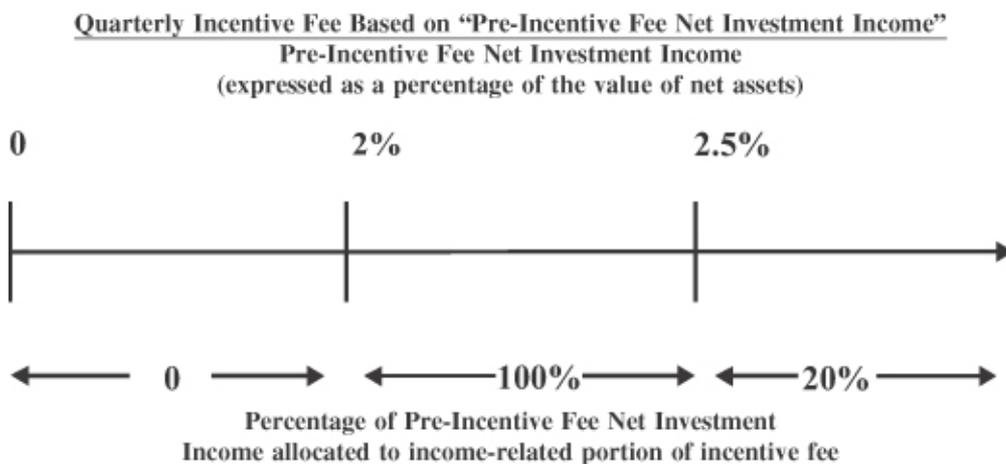 Quarterly Incentive Fee Based on “Pre-Incentive Fee Net Investment Income”
Pre-Incentive Fee Net Investment Income
(expressed as a percentage of the value of net assets)
0 2% 2.5%
0 100% 20%
Percentage of Pre-Incentive Fee Net Investment
Income allocated to income-related portion of incentive fee